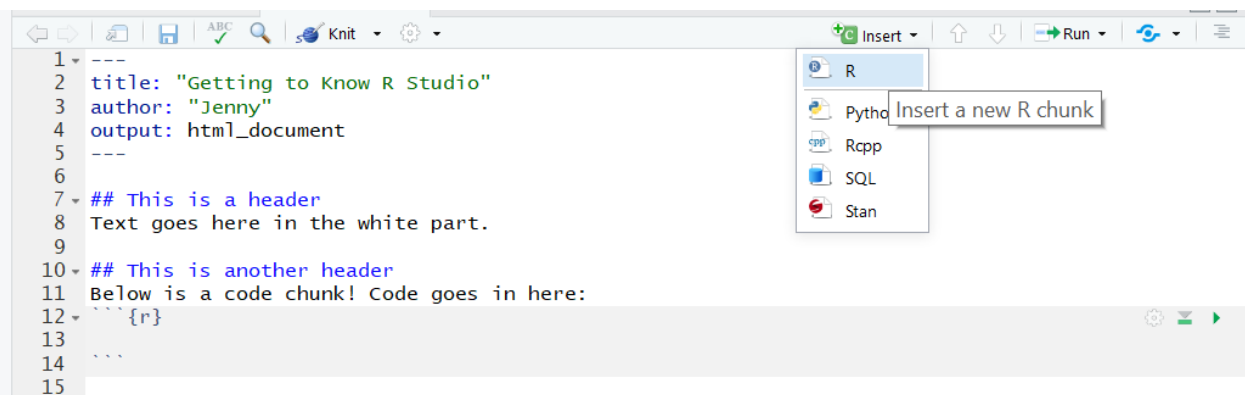 ABC Knit Insert Run
1 ---
2 title: "Getting to Know R Studio"
3 author: "Jenny"
4 output: html_document
5 ---
6
7 ## This is a header
8 Text goes here in the white part.
9
10 ## This is another header
11 Below is a code chunk! Code goes in here:
12 ```{r}
13
14 ```
15
R R
Pytho
Insert a new R chunk
cpp Rcpp
SQL
Stan